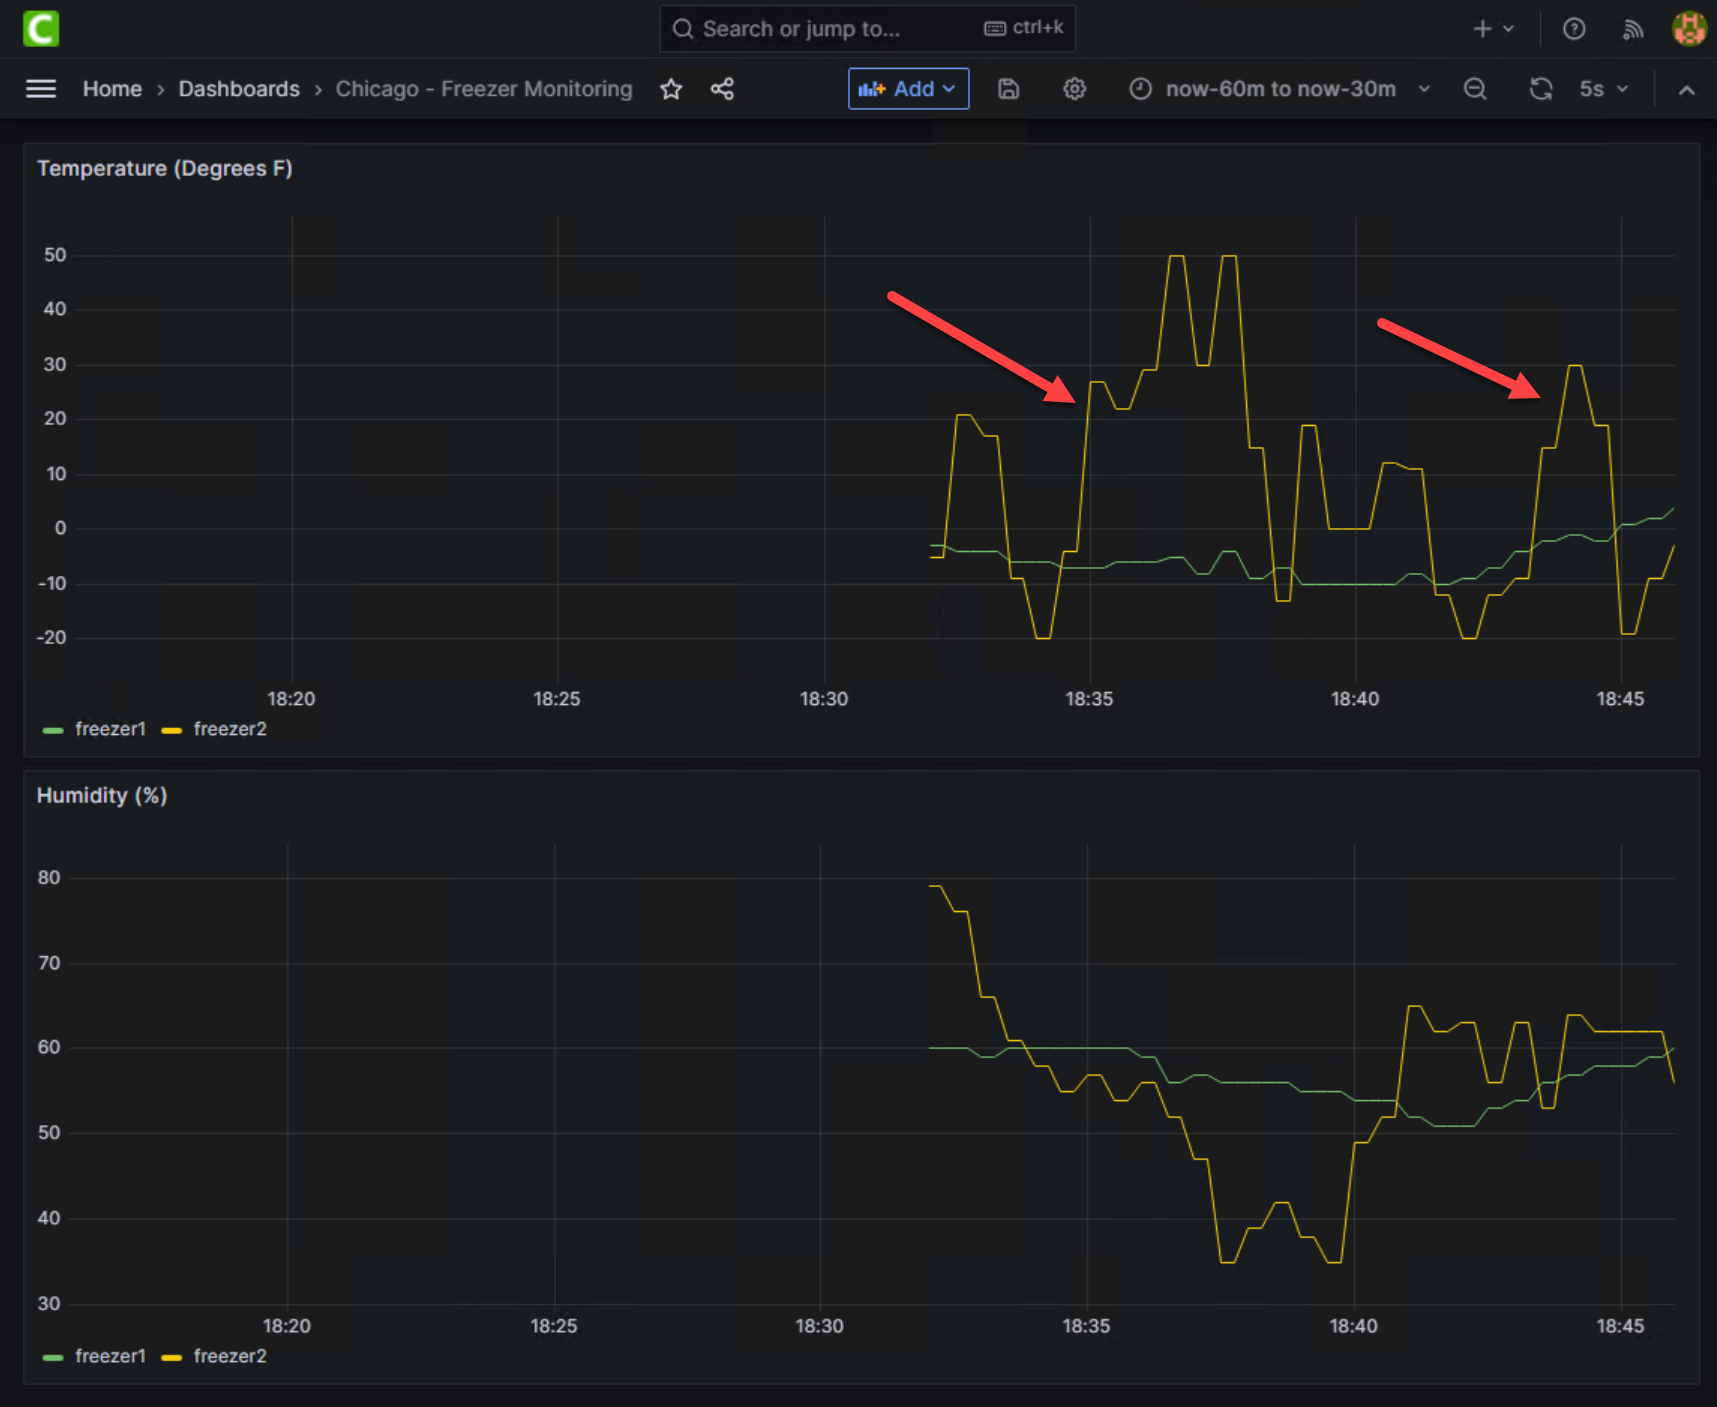 C
Search or jump to... ctrl+k
Home › Dashboards › Chicago - Freezer Monitoring Add now-60m to now-30m 5s
Temperature (Degrees F)
50
40
30
20
10
0
-10
-20
18:20 18:25 18:30 18:35 18:40 18:45
freezer1 freezer2
Humidity (%)
80
70
60
50
40
30
18:20 18:25 18:30 18:35 18:40 18:45
freezer1 freezer2